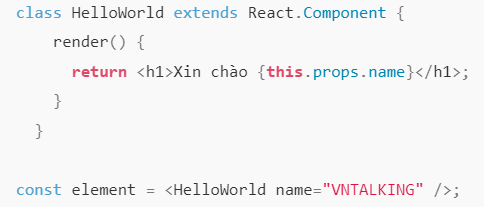 class HelloWorld extends React.Component {
    render() {
      return <h1>Xin chào {this.props.name}</h1>;
    }
  }
const element = <HelloWorld name="VNTALKING" />;